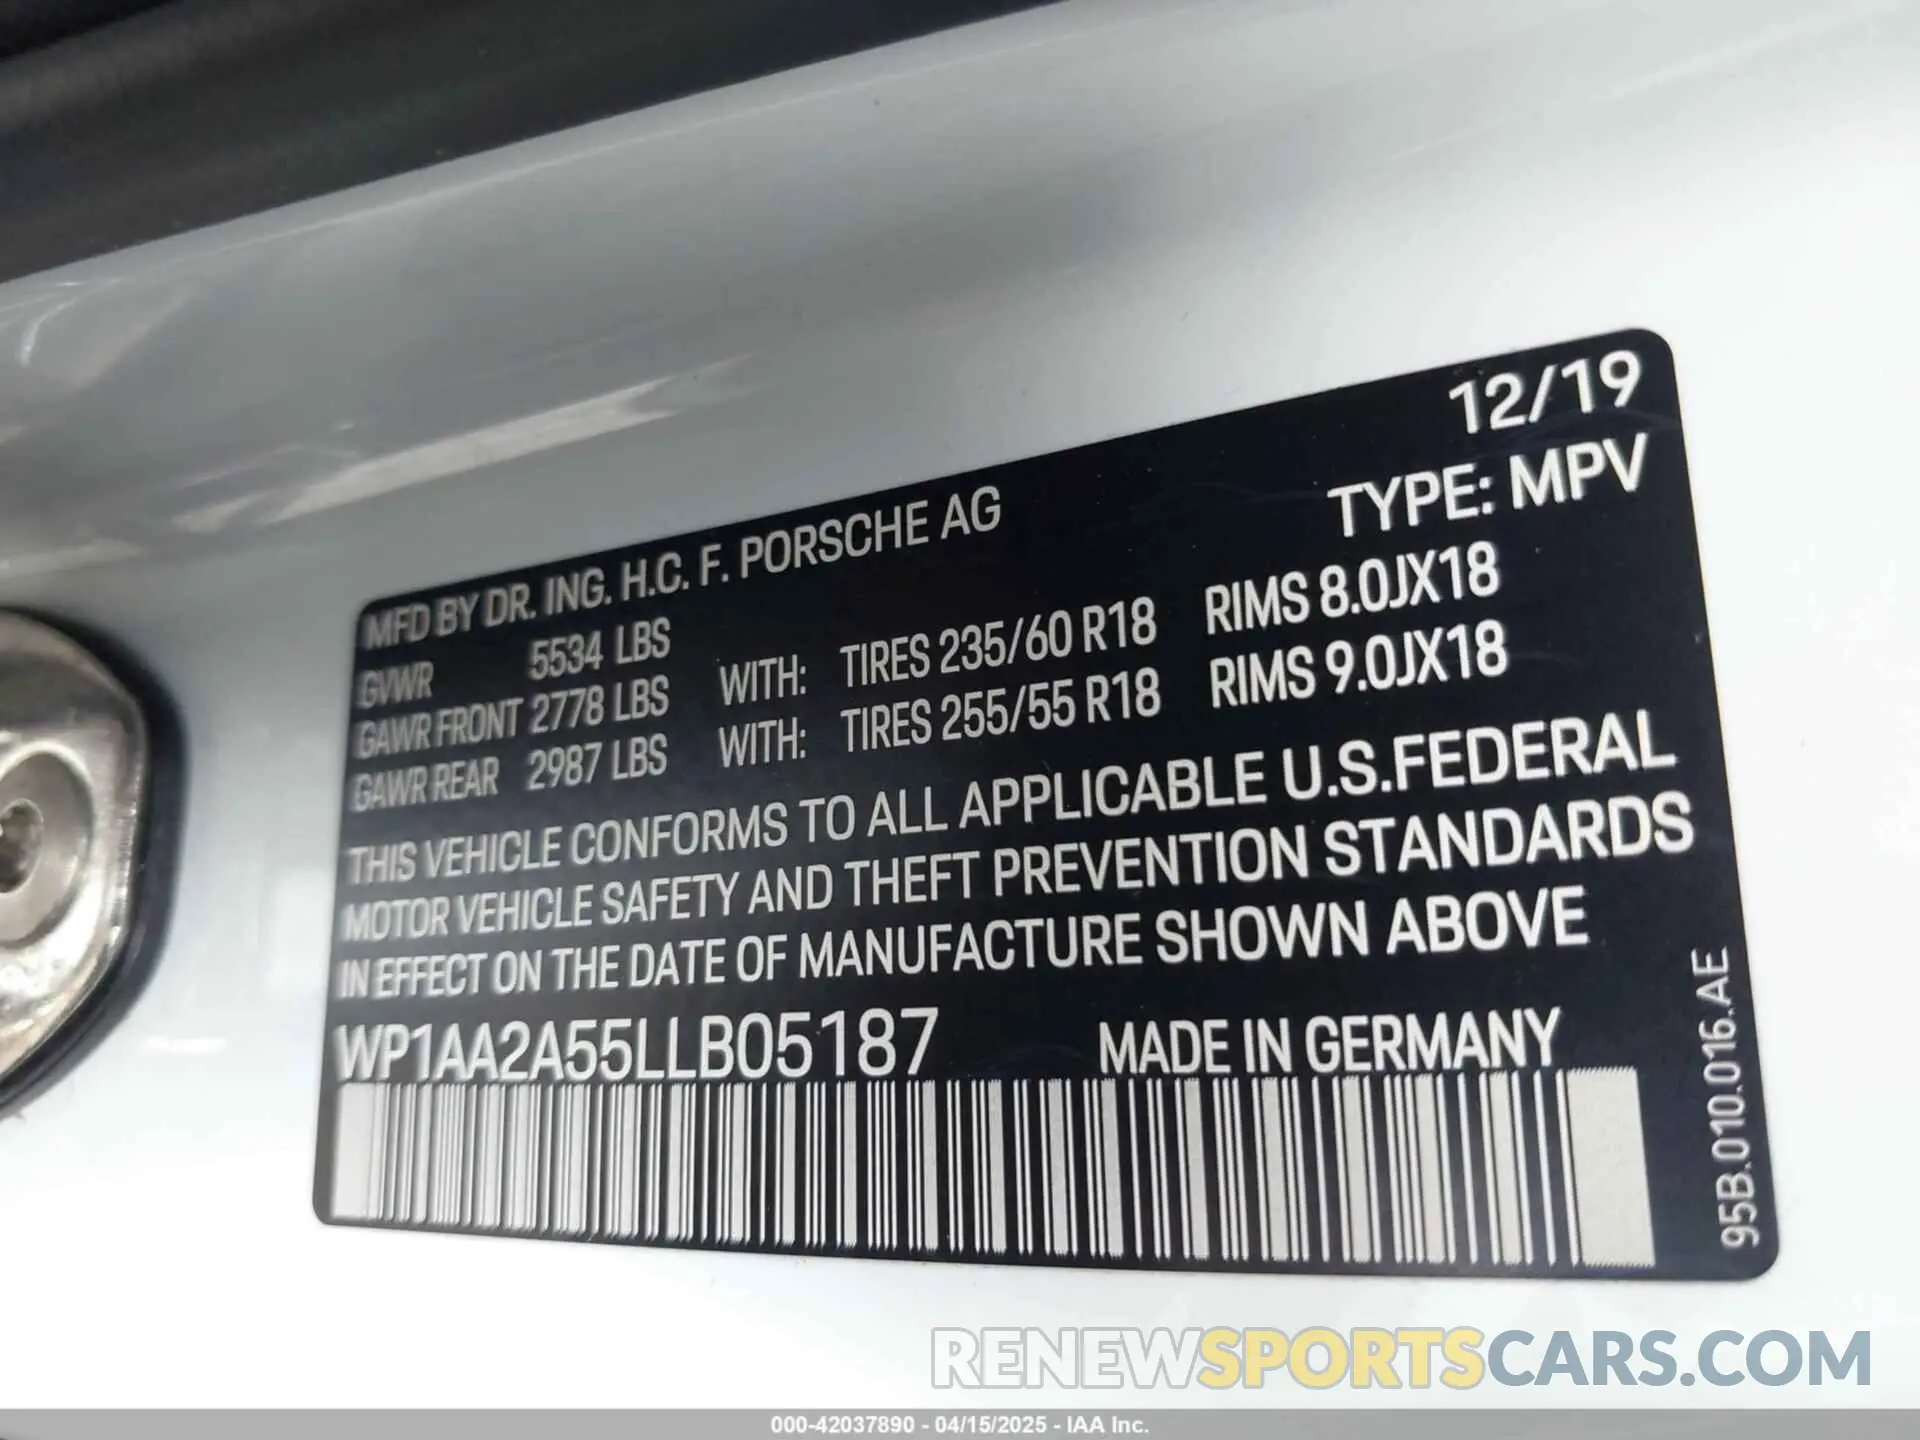 12/19
MFD BY DR. ING. H.C. F. PORSCHE AG TYPE: MPV
GVWR 5534 LBS
GAWR FRONT 2778 LBS WITH: TIRES 235/60 R18 RIMS 8.0JX18
GAWR REAR 2987 LBS WITH: TIRES 255/55 R18 RIMS 9.0JX18
THIS VEHICLE CONFORMS TO ALL APPLICABLE U.S.FEDERAL
MOTOR VEHICLE SAFETY AND THEFT PREVENTION STANDARDS
IN EFFECT ON THE DATE OF MANUFACTURE SHOWN ABOVE
WP1AA2A55LLB05187 MADE IN GERMANY
95B.010.016.AE
RENEWSPORTSCARS.COM
000-42037890 - 04/15/2025 - IAA Inc.